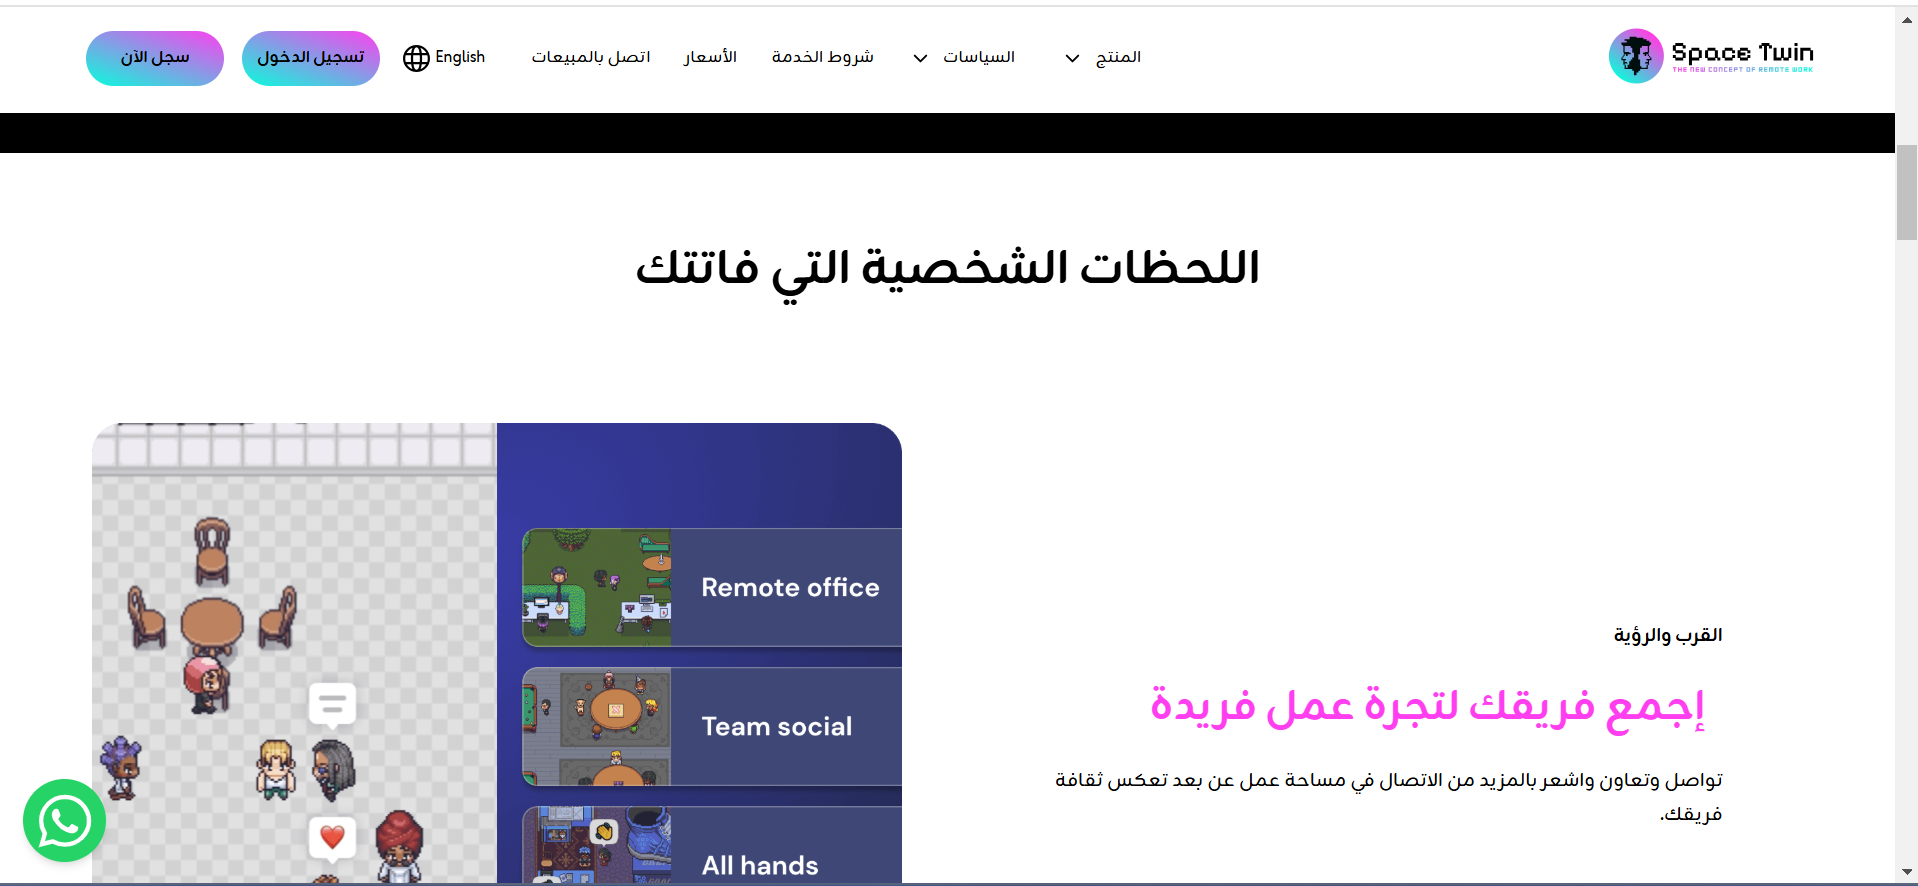 Space Twin
THE NEW CONCEPT OF REMOTE WORK
المنتج
السياسات
شروط الخدمة
الأسعار
اتصل بالمبيعات
English
تسجيل الدخول
سجل الآن
اللحظات الشخصية التي فاتتك
القرب والرؤية
إجمع فريقك لتجرة عمل فريدة
تواصل وتعاون واشعر بالمزيد من الاتصال في مساحة عمل عن بعد تعكس ثقافة
فريقك.
Remote office
Team social
All hands